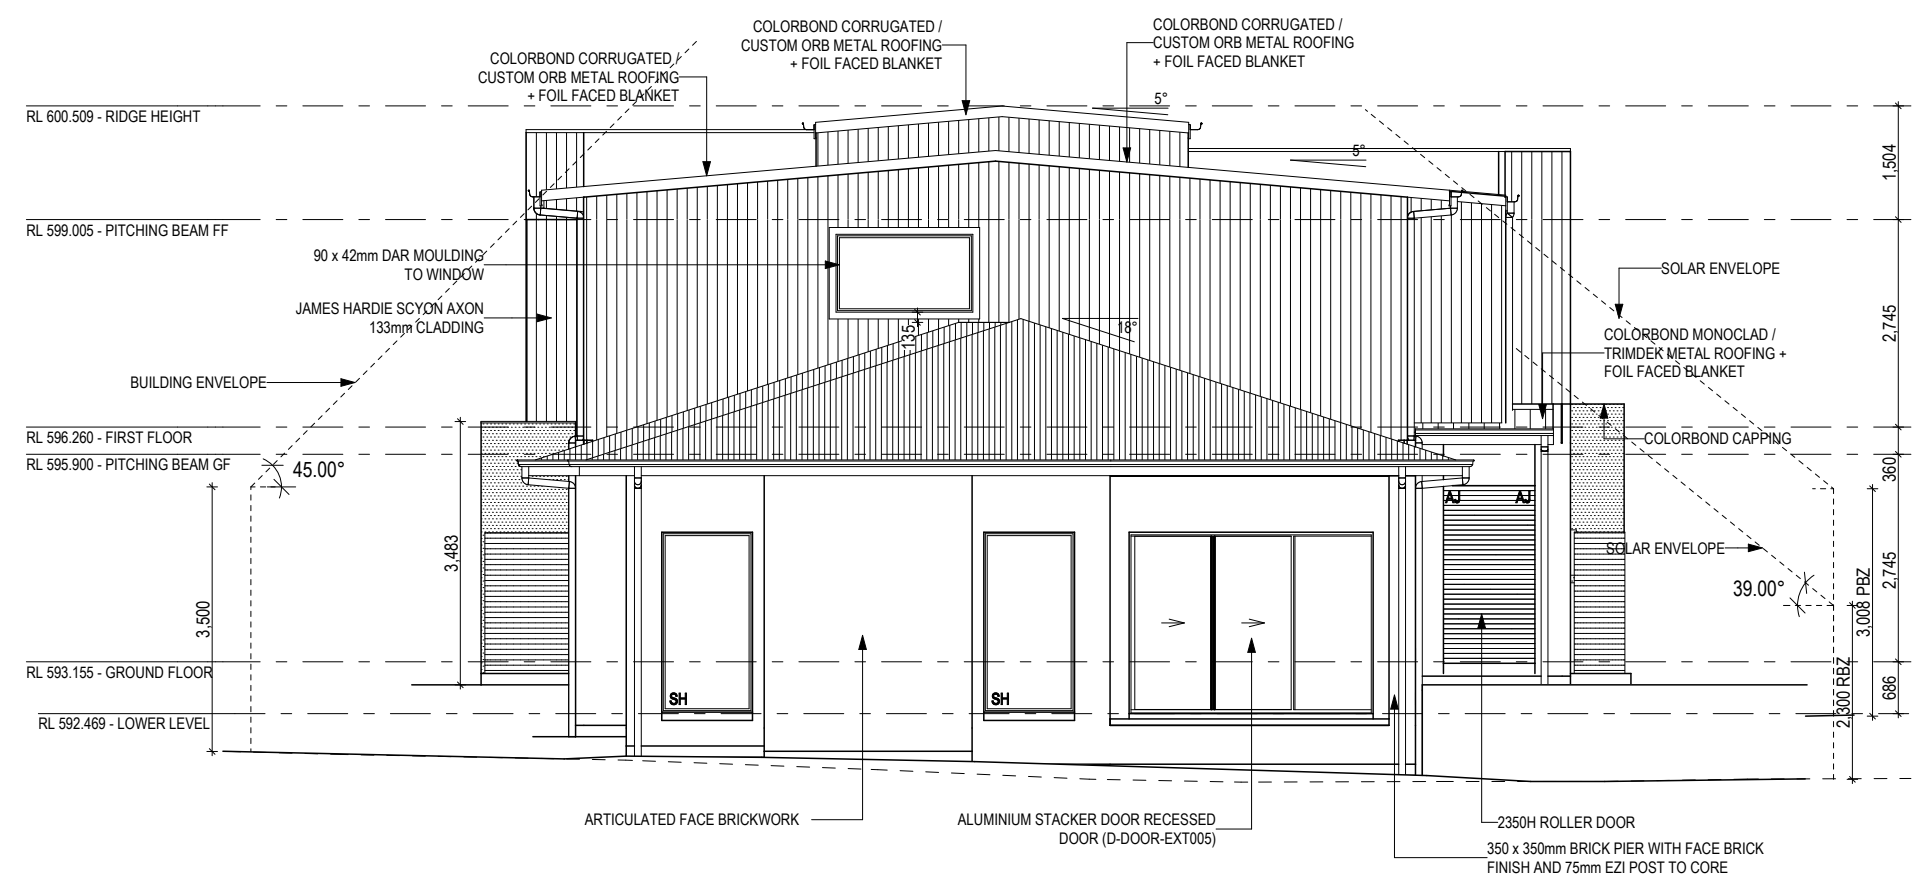 COLORBOND CORRUGATED /
CUSTOM ORB METAL ROOFING
+ FOIL FACED BLANKET
COLORBOND CORRUGATED /
CUSTOM ORB METAL ROOFING
+ FOIL FACED BLANKET
COLORBOND CORRUGATED /
CUSTOM ORB METAL ROOFING
+ FOIL FACED BLANKET
RL 600.509 - RIDGE HEIGHT
5°
5°
1,504
RL 599.005 - PITCHING BEAM FF
90 x 42mm DAR MOULDING
TO WINDOW
JAMES HARDIE SCYON AXON
133mm CLADDING
135
18°
SOLAR ENVELOPE
2,745
COLORBOND MONOCLAD /
TRIMDEK METAL ROOFING +
FOIL FACED BLANKET
BUILDING ENVELOPE
RL 596.260 - FIRST FLOOR
COLORBOND CAPPING
RL 595.900 - PITCHING BEAM GF
45.00°
360
AJ
AJ
3,483
SOLAR ENVELOPE
39.00°
3,008 PBZ
2,745
3,500
RL 593.155 - GROUND FLOOR
SH
SH
686
2,300 RBZ
RL 592.469 - LOWER LEVEL
ARTICULATED FACE BRICKWORK
ALUMINIUM STACKER DOOR RECESSED
DOOR (D-DOOR-EXT005)
2350H ROLLER DOOR
350 x 350mm BRICK PIER WITH FACE BRICK
FINISH AND 75mm EZI POST TO CORE